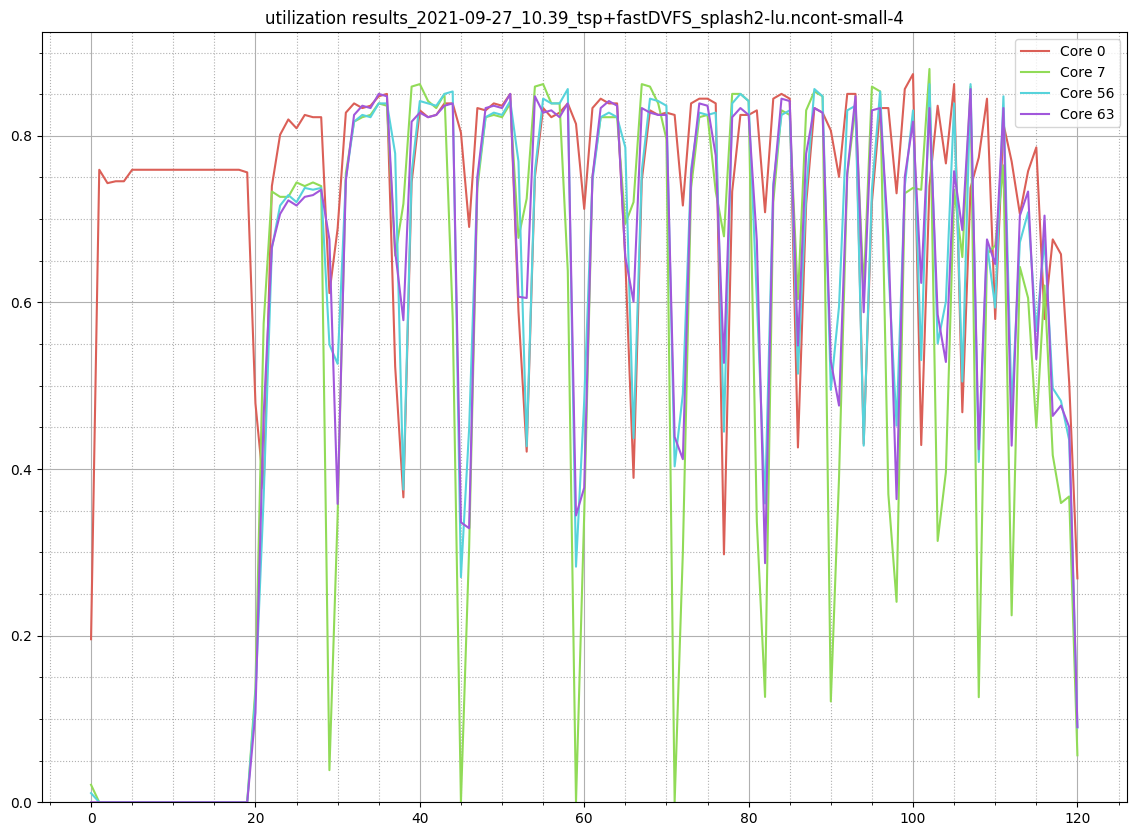 utilization results_2021-09-27_10.39_tsp+fastDVFS_splash2-lu.ncont-small-4
Core 0
Core 7
Core 56
Core 63
0.8
0.6
0.4
0.2
0.0
0 20 40 60 80 100 120